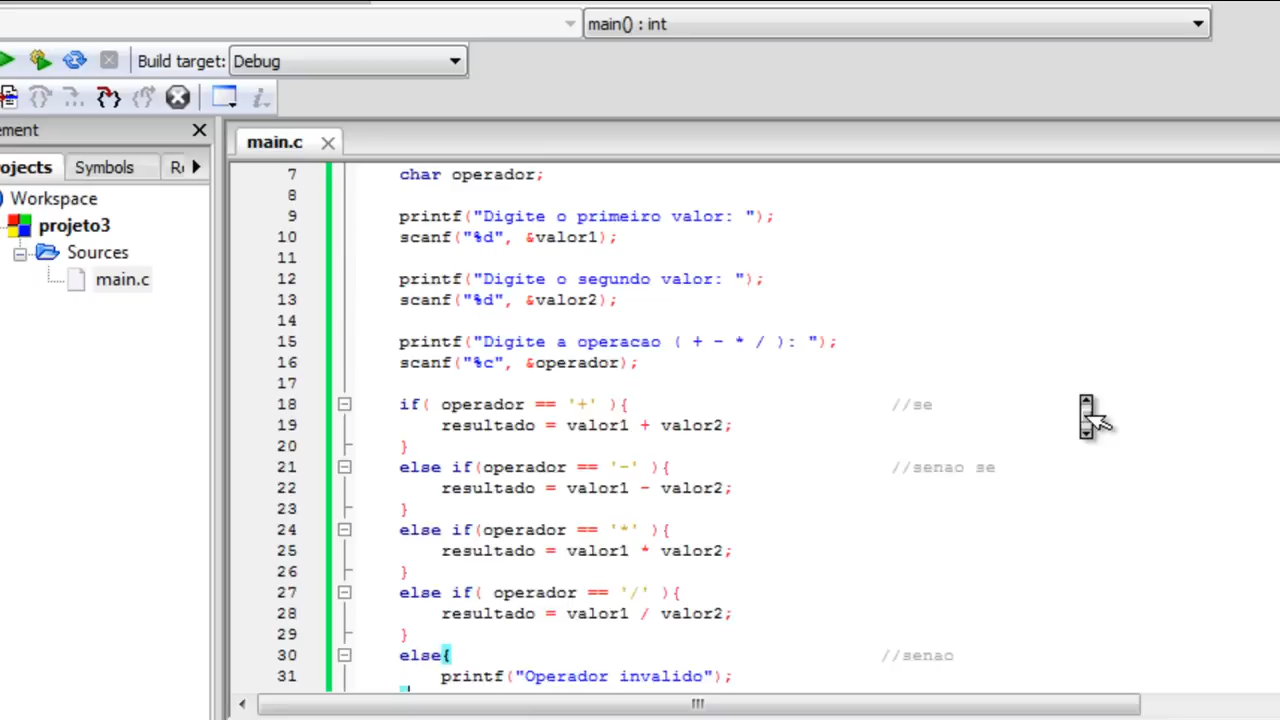 main() : int
Build target: Debug
ement
main.c
ojects Symbols
Workspace
projeto3
Sources
main.c
7 char operador;
8
9 printf("Digite o primeiro valor: ");
10 scanf("%d", &valor1);
11
12 printf("Digite o segundo valor: ");
13 scanf("%d", &valor2);
14
15 printf("Digite a operacao ( + - * / ): ");
16 scanf("%c", &operador);
17
18 if( operador == '+' ){ //se
19 resultado = valor1 + valor2;
20 }
21 else if(operador == '-' ){ //senao se
22 resultado = valor1 - valor2;
23 }
24 else if(operador == '*' ){
25 resultado = valor1 * valor2;
26 }
27 else if( operador == '/' ){
28 resultado = valor1 / valor2;
29 }
30 else{ //senao
31 printf("Operador invalido");